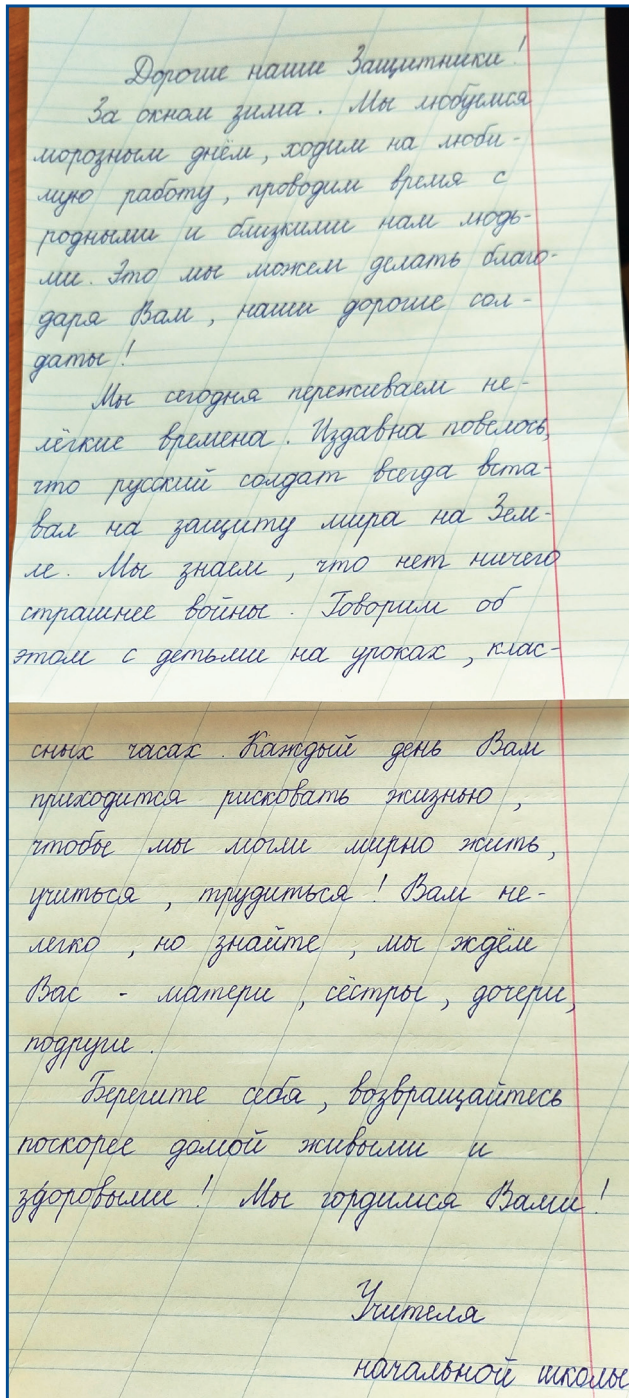 Дорогие наши Защитники!
За окном зима. Мы любуемся
морозным днём, ходим на люби-
мую работу, проводим время с
родными и близкими нам людь-
ми. Это мы можем делать благо-
даря Вам, наши дорогие сол-
даты!
Мы сегодня переживаем не-
лёгкие времена. Издавна повелось,
что русский солдат всегда вста-
вал на защиту мира на Зем-
ле. Мы знаем, что нет ничего
страшнее войны. Говорим об
этом с детьми на уроках, клас-
сных часах. Каждый день Вам
приходится рисковать жизнью,
чтобы мы могли мирно жить,
учиться, трудиться! Вам не-
легко, но знайте, мы ждём
Вас - матери, сёстры, дочери,
подруги.
Берегите себя, возвращайтесь
поскорее домой живыми и
здоровыми! Мы гордимся Вами!
Учителя
начальной школы